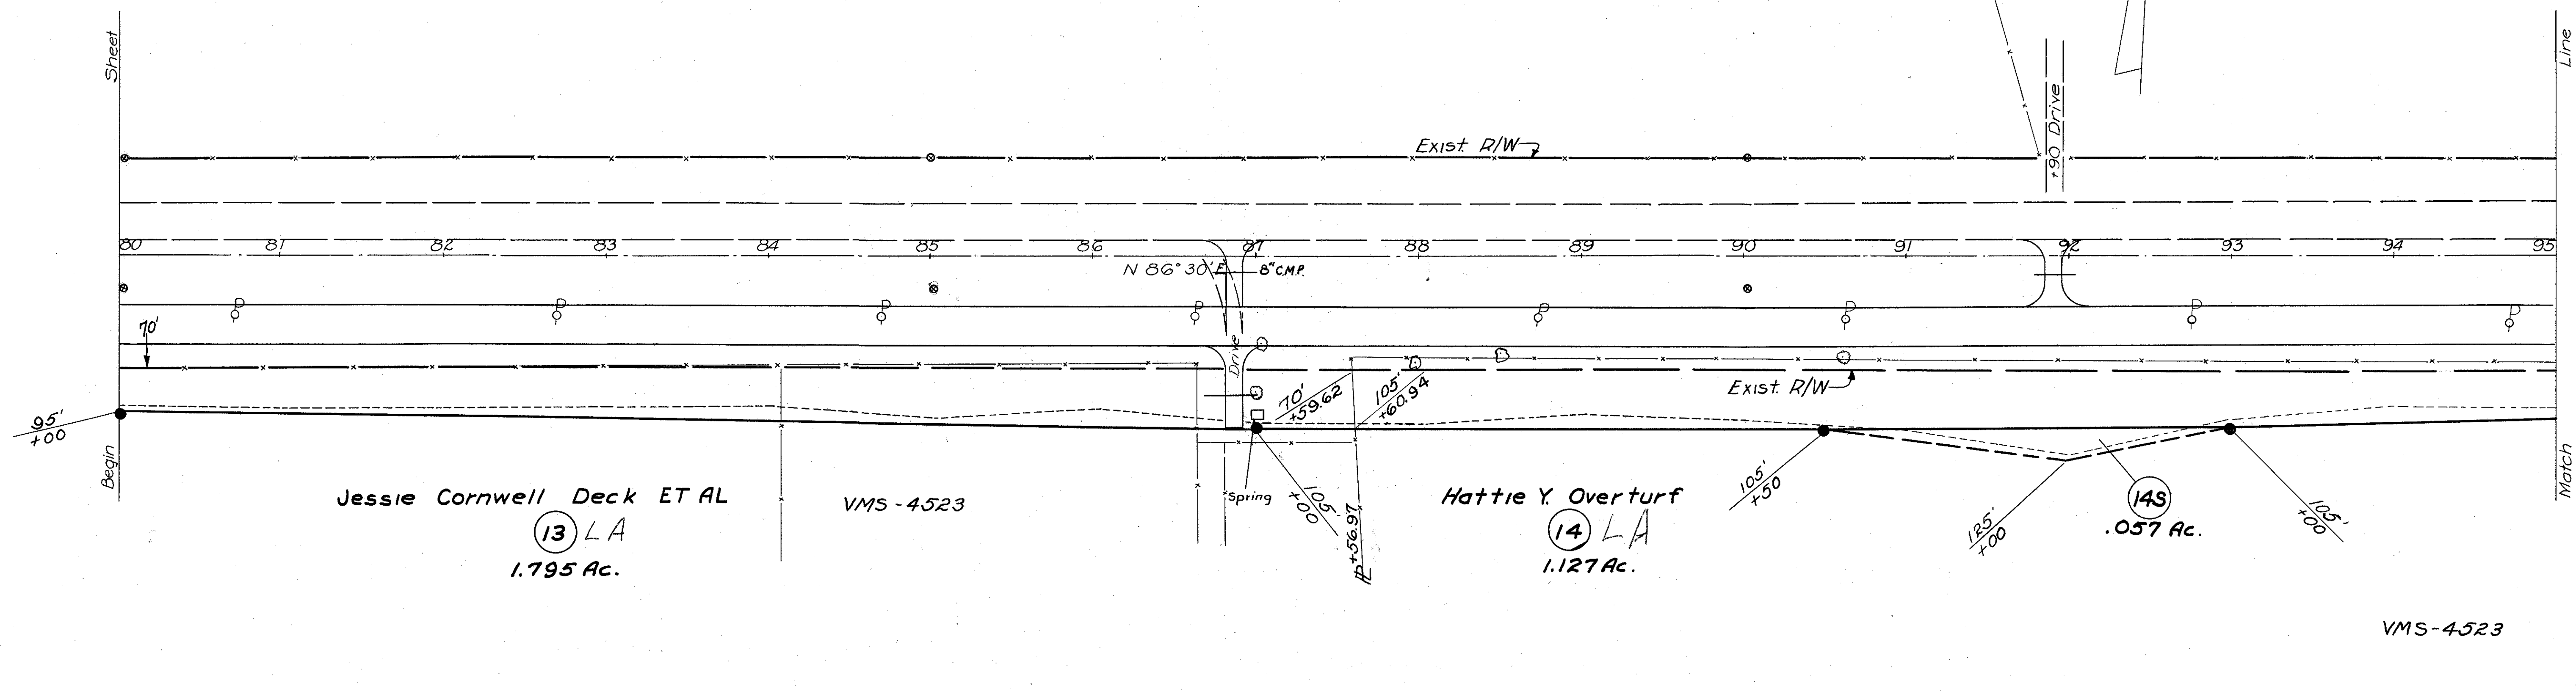 Sheet
Line
+90 Drive
Exist. R/W
80 81 82 83 84 85 86 87 88 89 90 91 92 93 94 95
N 86° 30' E
8" C.M.P.
P P P P P P P P
70'
Drive
70'
+59.62
105'
+60.94
Exist. R/W
95'
+00
Begin
Match
Jessie Cornwell Deck ET AL
13 LA
1.795 Ac.
VMS-4523
Spring
105'
+00
PL +56.97
Hattie Y. Overturf
14 LA
1.127 Ac.
105'
+50
125'
+00
14S
.057 Ac.
105'
+00
VMS-4523